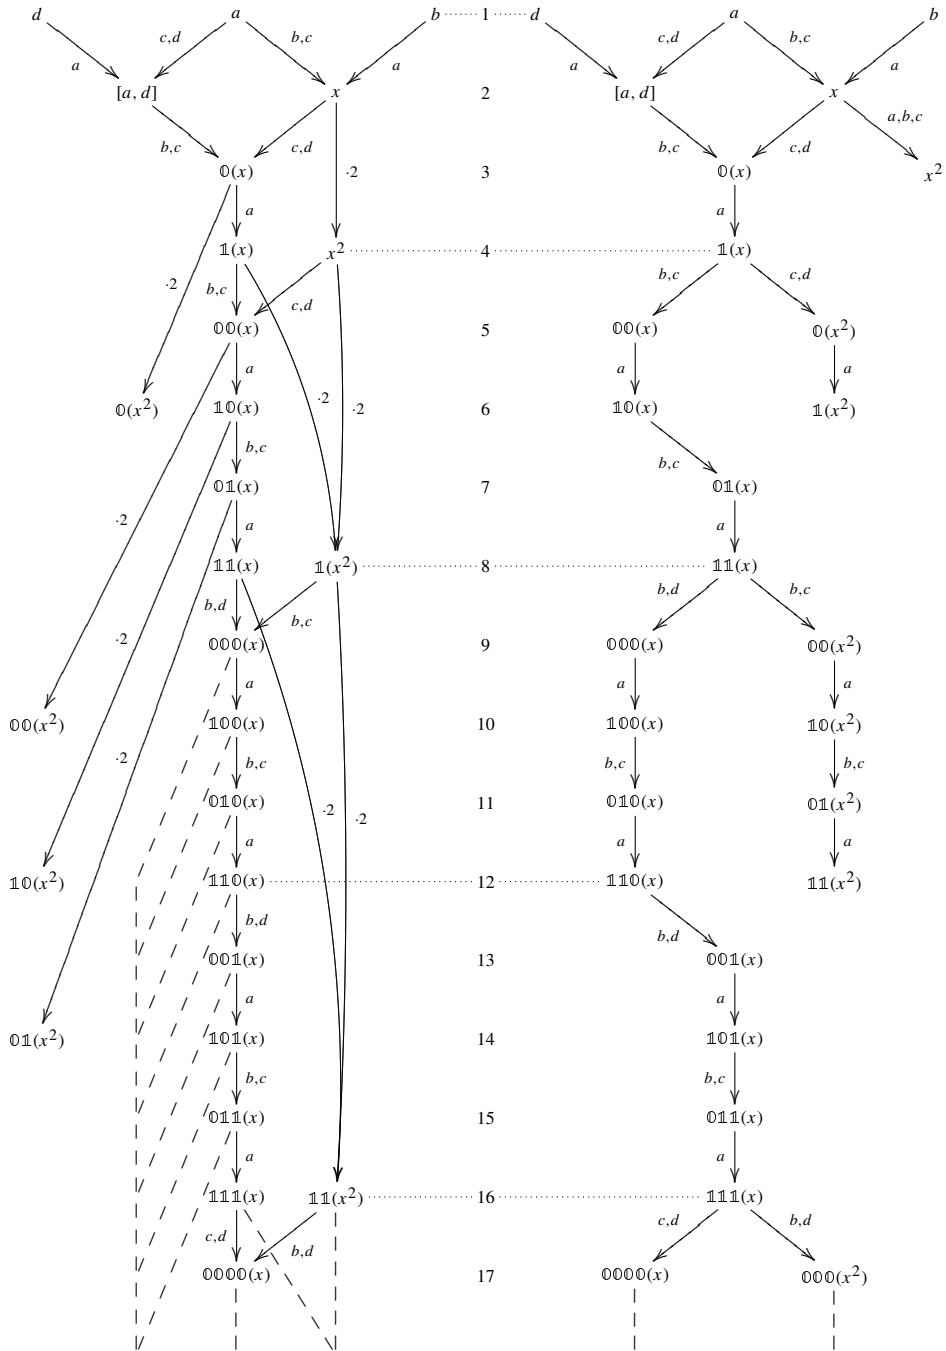 d a b 1 d a b
c,d b,c c,d b,c
a a a a
[a, d] x 2 [a, d] x
a,b,c
b,c c,d b,c c,d
𝟘(x) ·2 3 𝟘(x) x²
a a
𝟙(x) x² 4 𝟙(x)
b,c c,d
·2 b,c c,d
𝟘𝟘(x) 5 𝟘𝟘(x) 𝟘(x²)
a a a
·2
𝟘(x²) 𝟙𝟘(x) ·2 6 𝟙𝟘(x) 𝟙(x²)
b,c b,c
𝟘𝟙(x) 7 𝟘𝟙(x)
·2 a a
𝟙𝟙(x) 𝟙(x²) 8 𝟙𝟙(x)
b,d b,c b,d b,c
·2 𝟘𝟘𝟘(x) 9 𝟘𝟘𝟘(x) 𝟘𝟘(x²)
a a a
𝟘𝟘(x²) 𝟙𝟘𝟘(x) 10 𝟙𝟘𝟘(x) 𝟙𝟘(x²)
·2 b,c b,c b,c
𝟘𝟙𝟘(x) ·2 ·2 11 𝟘𝟙𝟘(x) 𝟘𝟙(x²)
a a a
𝟙𝟘(x²) 𝟙𝟙𝟘(x) 12 𝟙𝟙𝟘(x) 𝟙𝟙(x²)
b,d b,d
𝟘𝟘𝟙(x) 13 𝟘𝟘𝟙(x)
a a
𝟘𝟙(x²) 𝟙𝟘𝟙(x) 14 𝟙𝟘𝟙(x)
b,c b,c
𝟘𝟙𝟙(x) 15 𝟘𝟙𝟙(x)
a a
𝟙𝟙𝟙(x) 𝟙𝟙(x²) 16 𝟙𝟙𝟙(x)
c,d b,d c,d b,d
𝟘𝟘𝟘𝟘(x) 17 𝟘𝟘𝟘𝟘(x) 𝟘𝟘𝟘(x²)